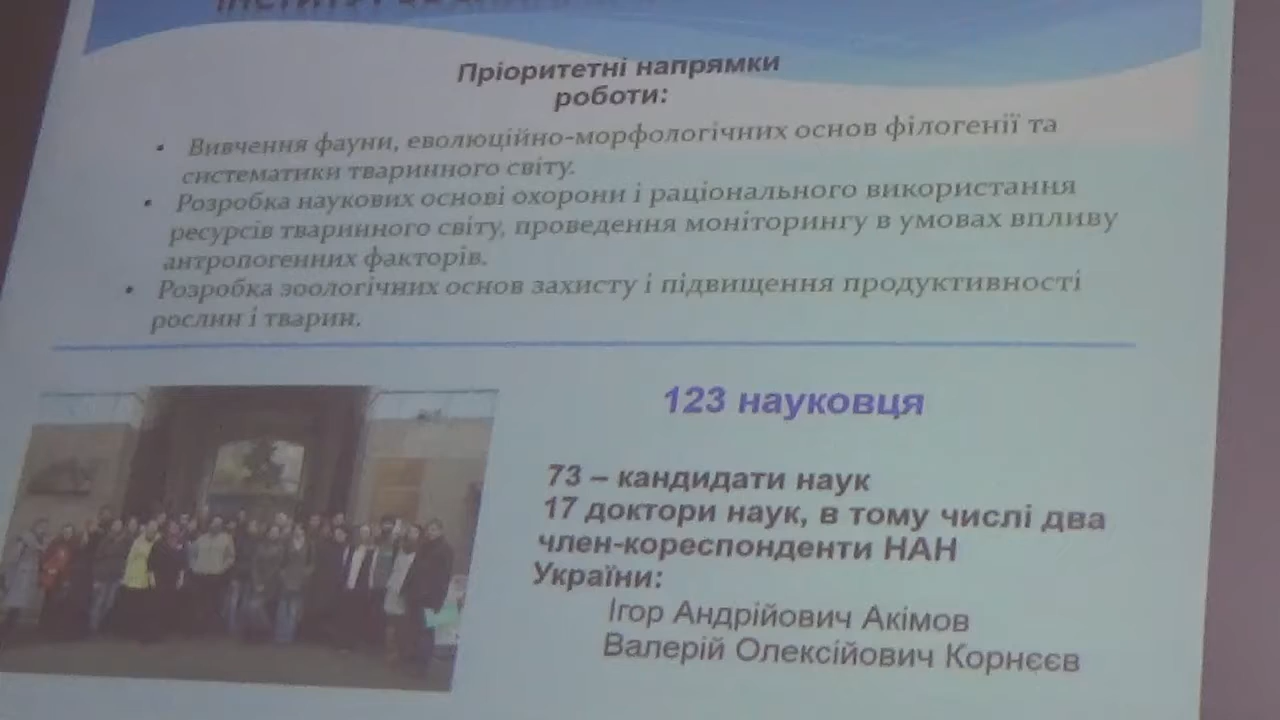 Пріоритетні напрямки
роботи:
• Вивчення фауни, еволюційно-морфологічних основ філогенії та
систематики тваринного світу.
• Розробка наукових основі охорони і раціонального використання
ресурсів тваринного світу, проведення моніторингу в умовах впливу
антропогенних факторів.
• Розробка зоологічних основ захисту і підвищення продуктивності
рослин і тварин.
123 науковця
73 – кандидати наук
17 доктори наук, в тому числі два
член-кореспонденти НАН
України:
Ігор Андрійович Акімов
Валерій Олексійович Корнєєв